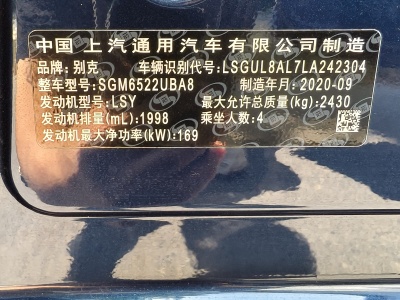 中国 上汽通用汽车有限公司制造
品牌:别克 车辆识别代号:LSGUL8AL7LA242304
整车型号:SGM6522UBA8 制造年月:2020-09
发动机型号:LSY 最大允许总质量(kg):2430
发动机排量(mL):1998 乘坐人数:4
发动机最大净功率(kW):169